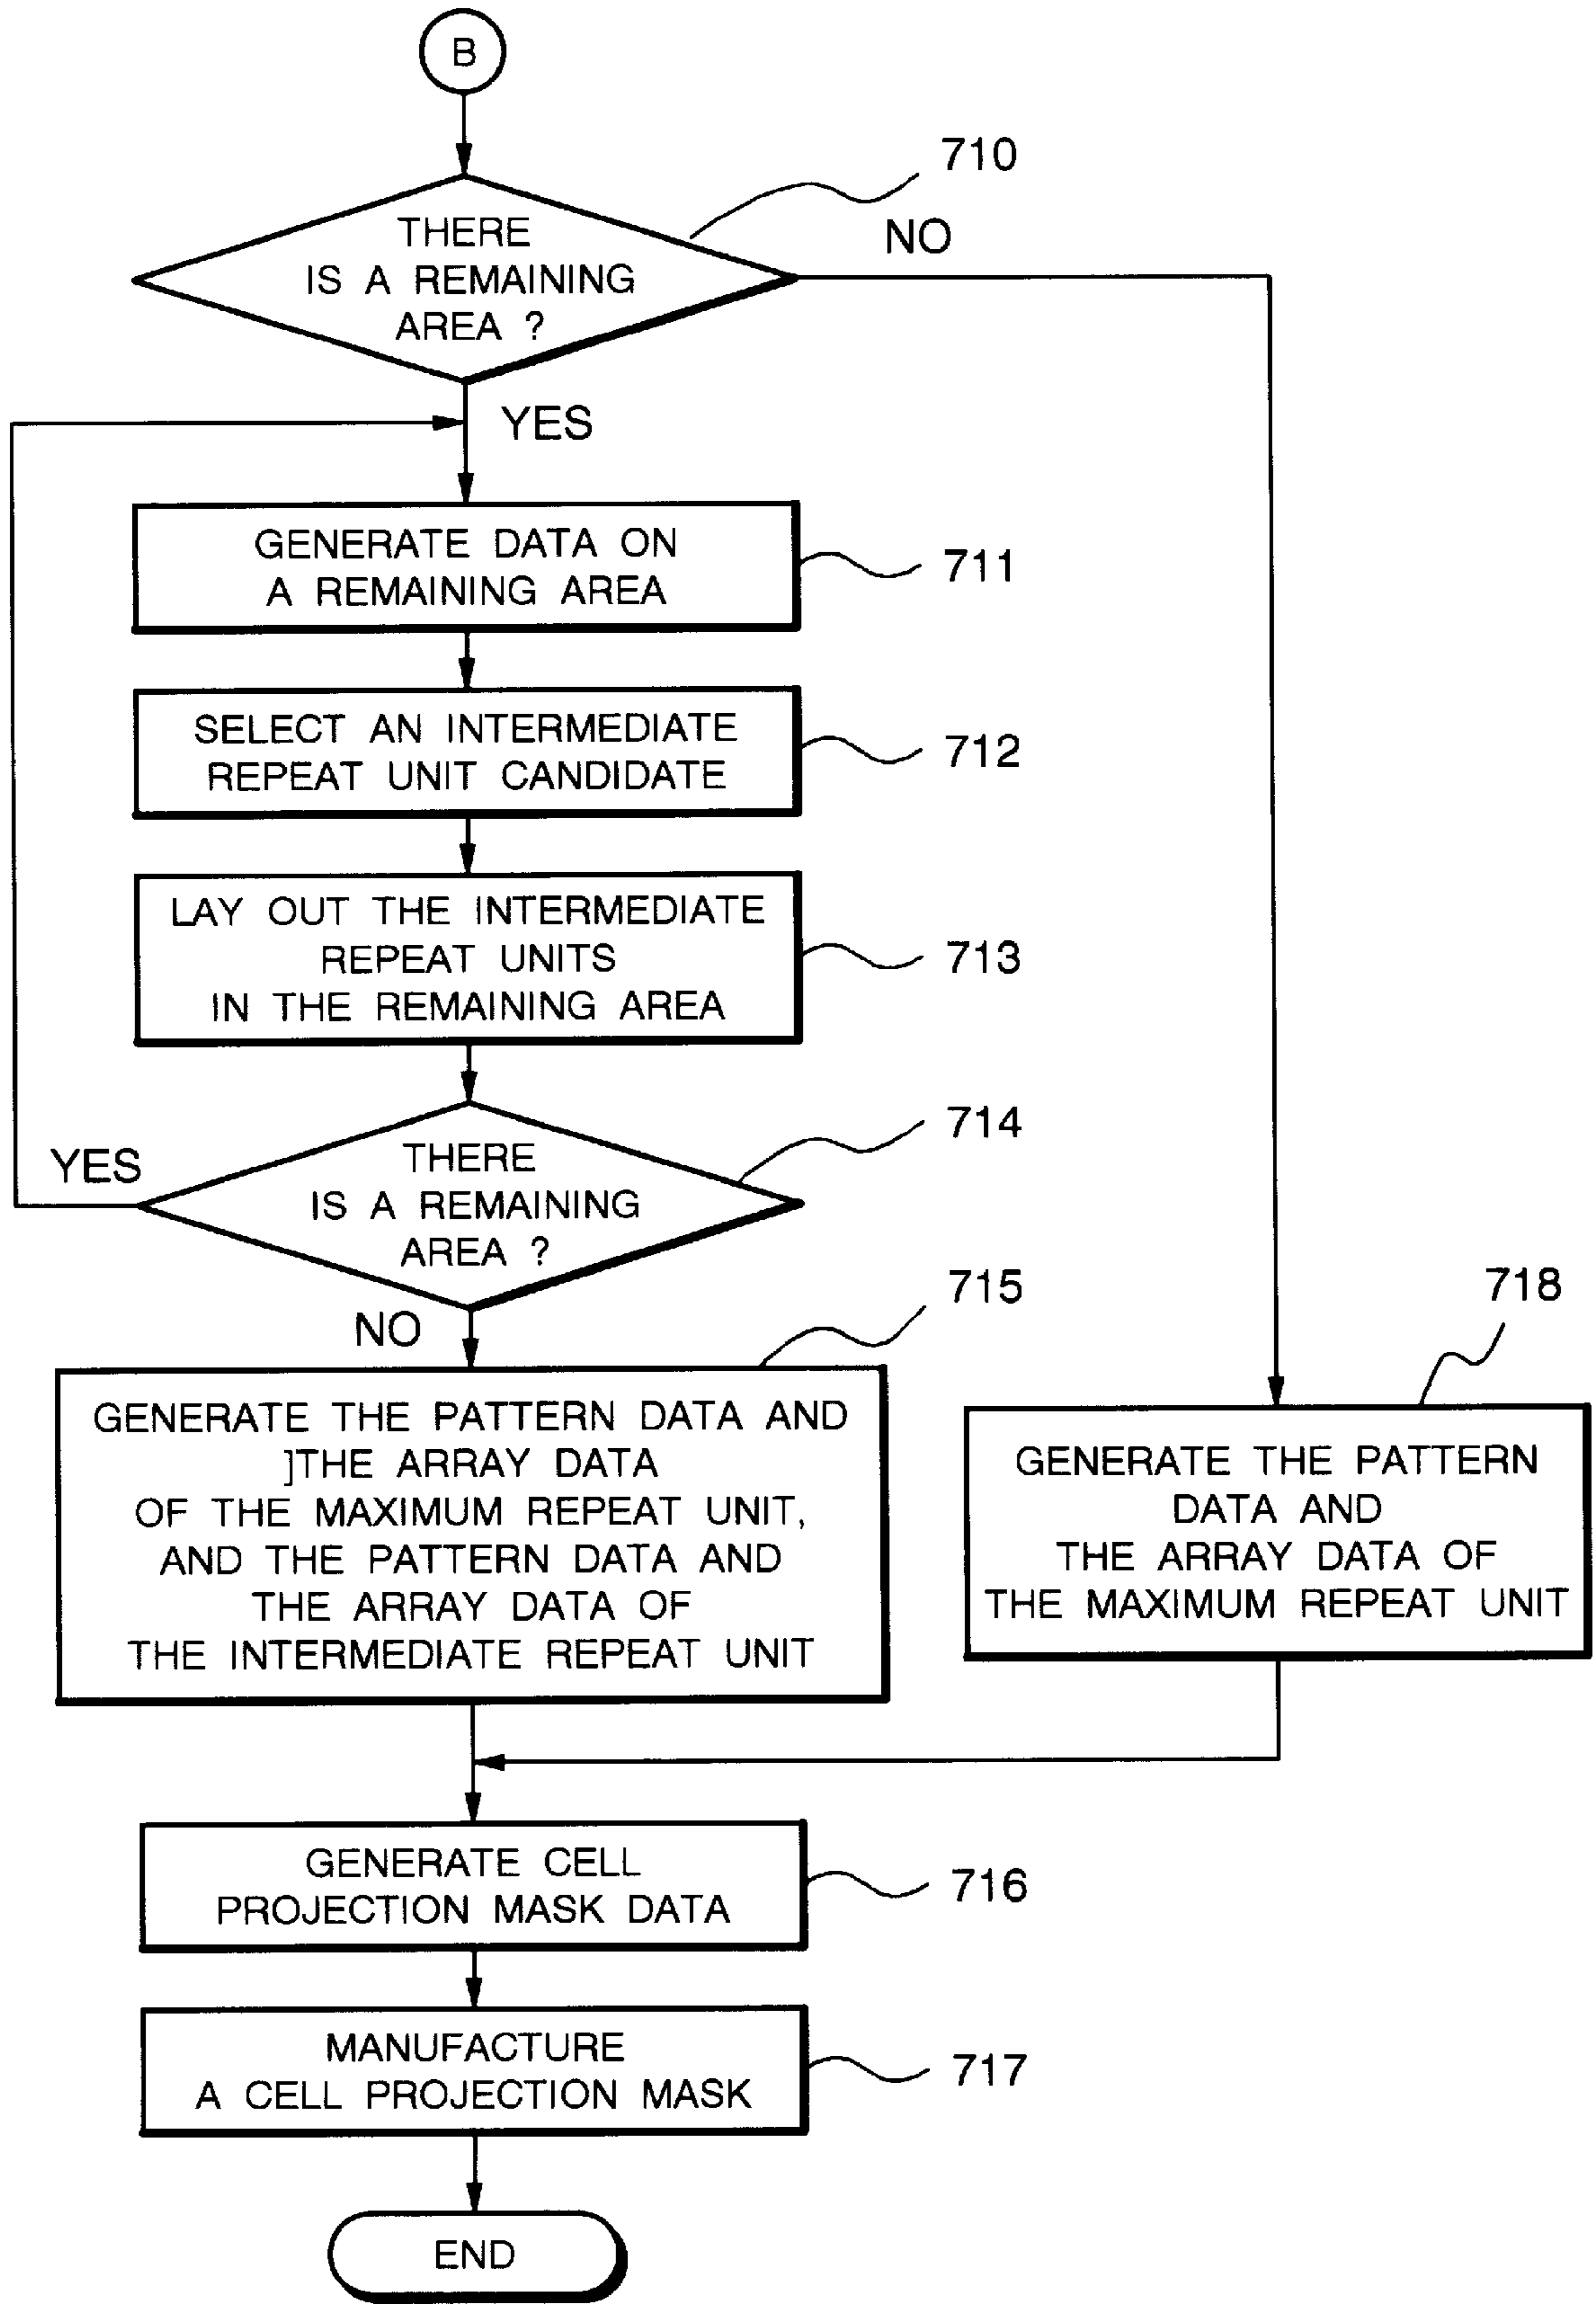 B
710
THERE
IS A REMAINING
AREA ?
NO
YES
GENERATE DATA ON
A REMAINING AREA
711
SELECT AN INTERMEDIATE
REPEAT UNIT CANDIDATE
712
LAY OUT THE INTERMEDIATE
REPEAT UNITS
IN THE REMAINING AREA
713
714
THERE
IS A REMAINING
AREA ?
YES
NO
715
GENERATE THE PATTERN DATA AND
]THE ARRAY DATA
OF THE MAXIMUM REPEAT UNIT,
AND THE PATTERN DATA AND
THE ARRAY DATA OF
THE INTERMEDIATE REPEAT UNIT
718
GENERATE THE PATTERN
DATA AND
THE ARRAY DATA OF
THE MAXIMUM REPEAT UNIT
GENERATE CELL
PROJECTION MASK DATA
716
MANUFACTURE
A CELL PROJECTION MASK
717
END